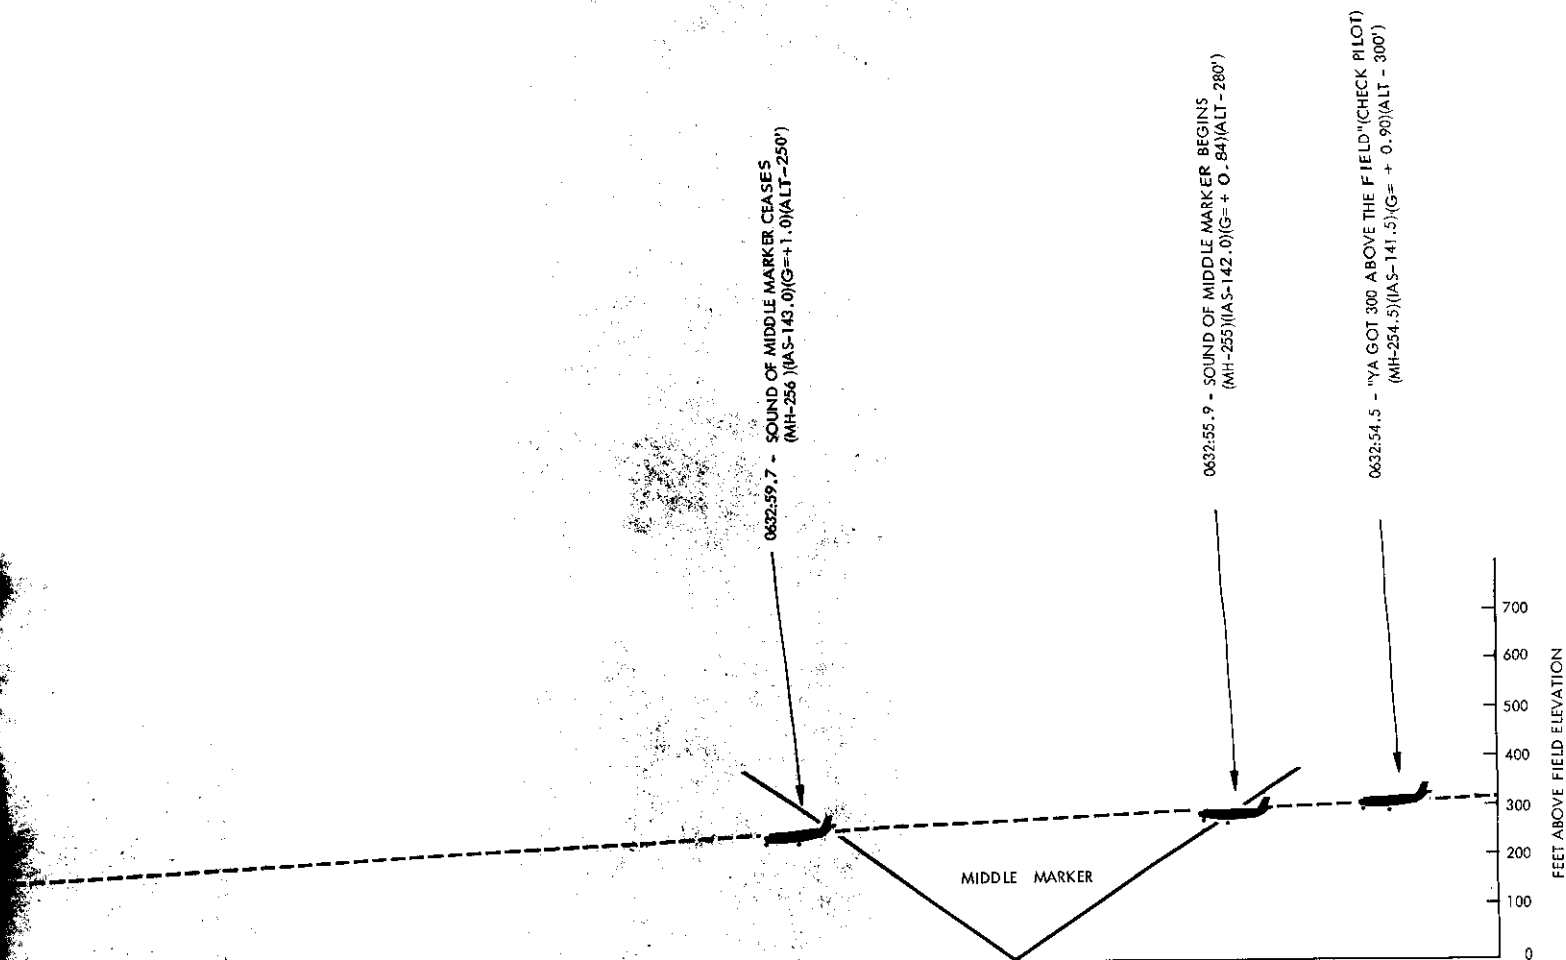 0632:59.7 - SOUND OF MIDDLE MARKER CEASES
(MH-256 )(IAS-143.0)(G=+1.0)(ALT-250')
0632:55.9 - SOUND OF MIDDLE MARKER BEGINS
(MH-255)(IAS-142.0)(G=+ 0.84)(ALT-280')
0632:54.5 - "YA GOT 300 ABOVE THE FIELD"(CHECK PILOT)
(MH-254.5)(IAS-141.5)(G= + 0.90)(ALT - 300')
700
600
500
400
300
200
100
0
FEET ABOVE FIELD ELEVATION
MIDDLE MARKER